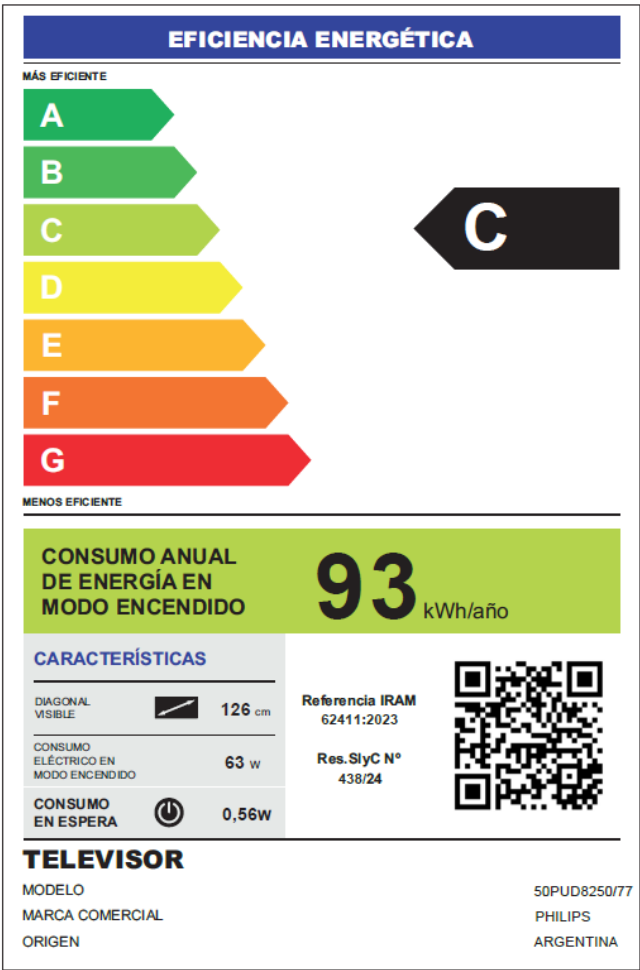 EFICIENCIA ENERGÉTICA
MÁS EFICIENTE
A
B
C
C
D
E
F
G
MENOS EFICIENTE
CONSUMO ANUAL
DE ENERGÍA EN
MODO ENCENDIDO
93 kWh/año
CARACTERÍSTICAS
DIAGONAL
VISIBLE
126 cm
CONSUMO
ELÉCTRICO EN
MODO ENCENDIDO
63 w
CONSUMO
EN ESPERA
0,56w
Referencia IRAM
62411:2023
Res.SIyC Nº
438/24
TELEVISOR
MODELO 50PUD8250/77
MARCA COMERCIAL PHILIPS
ORIGEN ARGENTINA